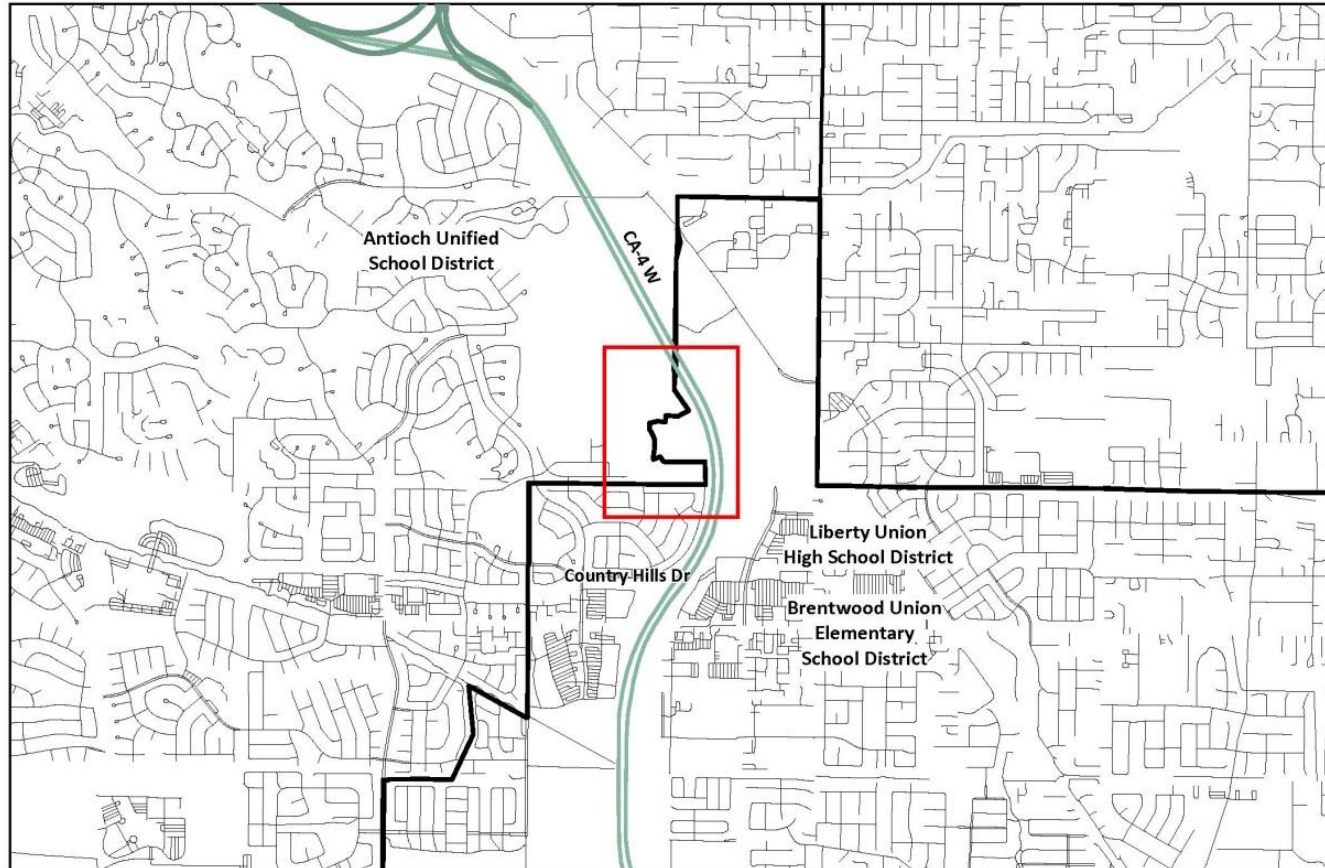 Antioch Unified
School District
CA-4 W
Liberty Union
High School District
Country Hills Dr
Brentwood Union
Elementary
School District